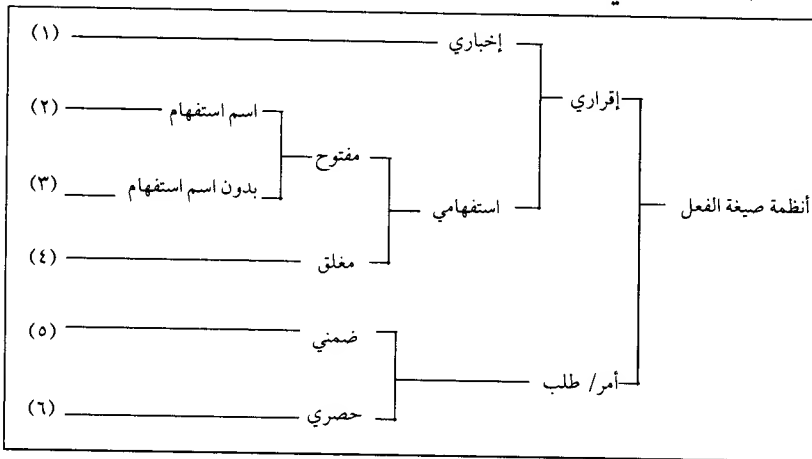 إخباري (١)
إقراري
اسم استفهام (٢)
مفتوح
بدون اسم استفهام (٣)
أنظمة صيغة الفعل
استفهامي
مغلق (٤)
ضمني (٥)
أمر/ طلب
حصري (٦)